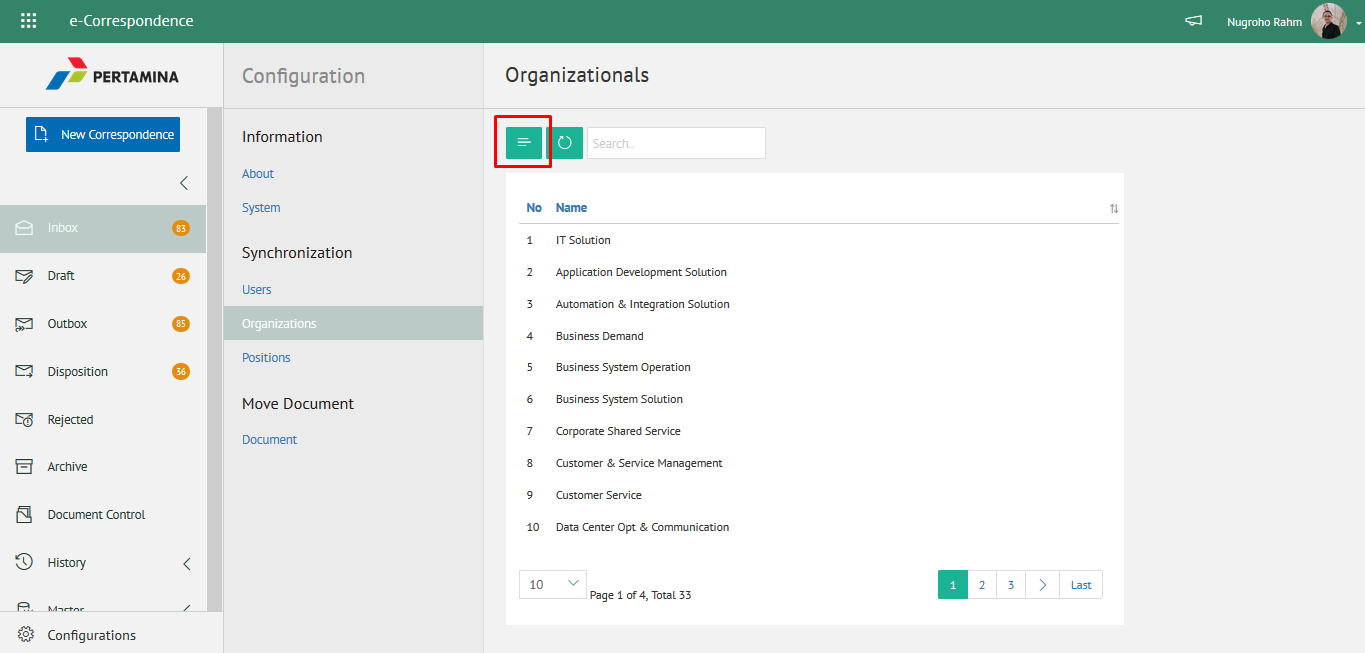 e-Correspondence
Nugroho Rahm
PERTAMINA
New Correspondence
Inbox 83
Draft 26
Outbox 85
Disposition 36
Rejected
Archive
Document Control
History
Master
Configurations
Configuration
Information
About
System
Synchronization
Users
Organizations
Positions
Move Document
Document
Organizationals
Search..
No Name
1 IT Solution
2 Application Development Solution
3 Automation & Integration Solution
4 Business Demand
5 Business System Operation
6 Business System Solution
7 Corporate Shared Service
8 Customer & Service Management
9 Customer Service
10 Data Center Opt & Communication
10 Page 1 of 4, Total 33
1 2 3 Last